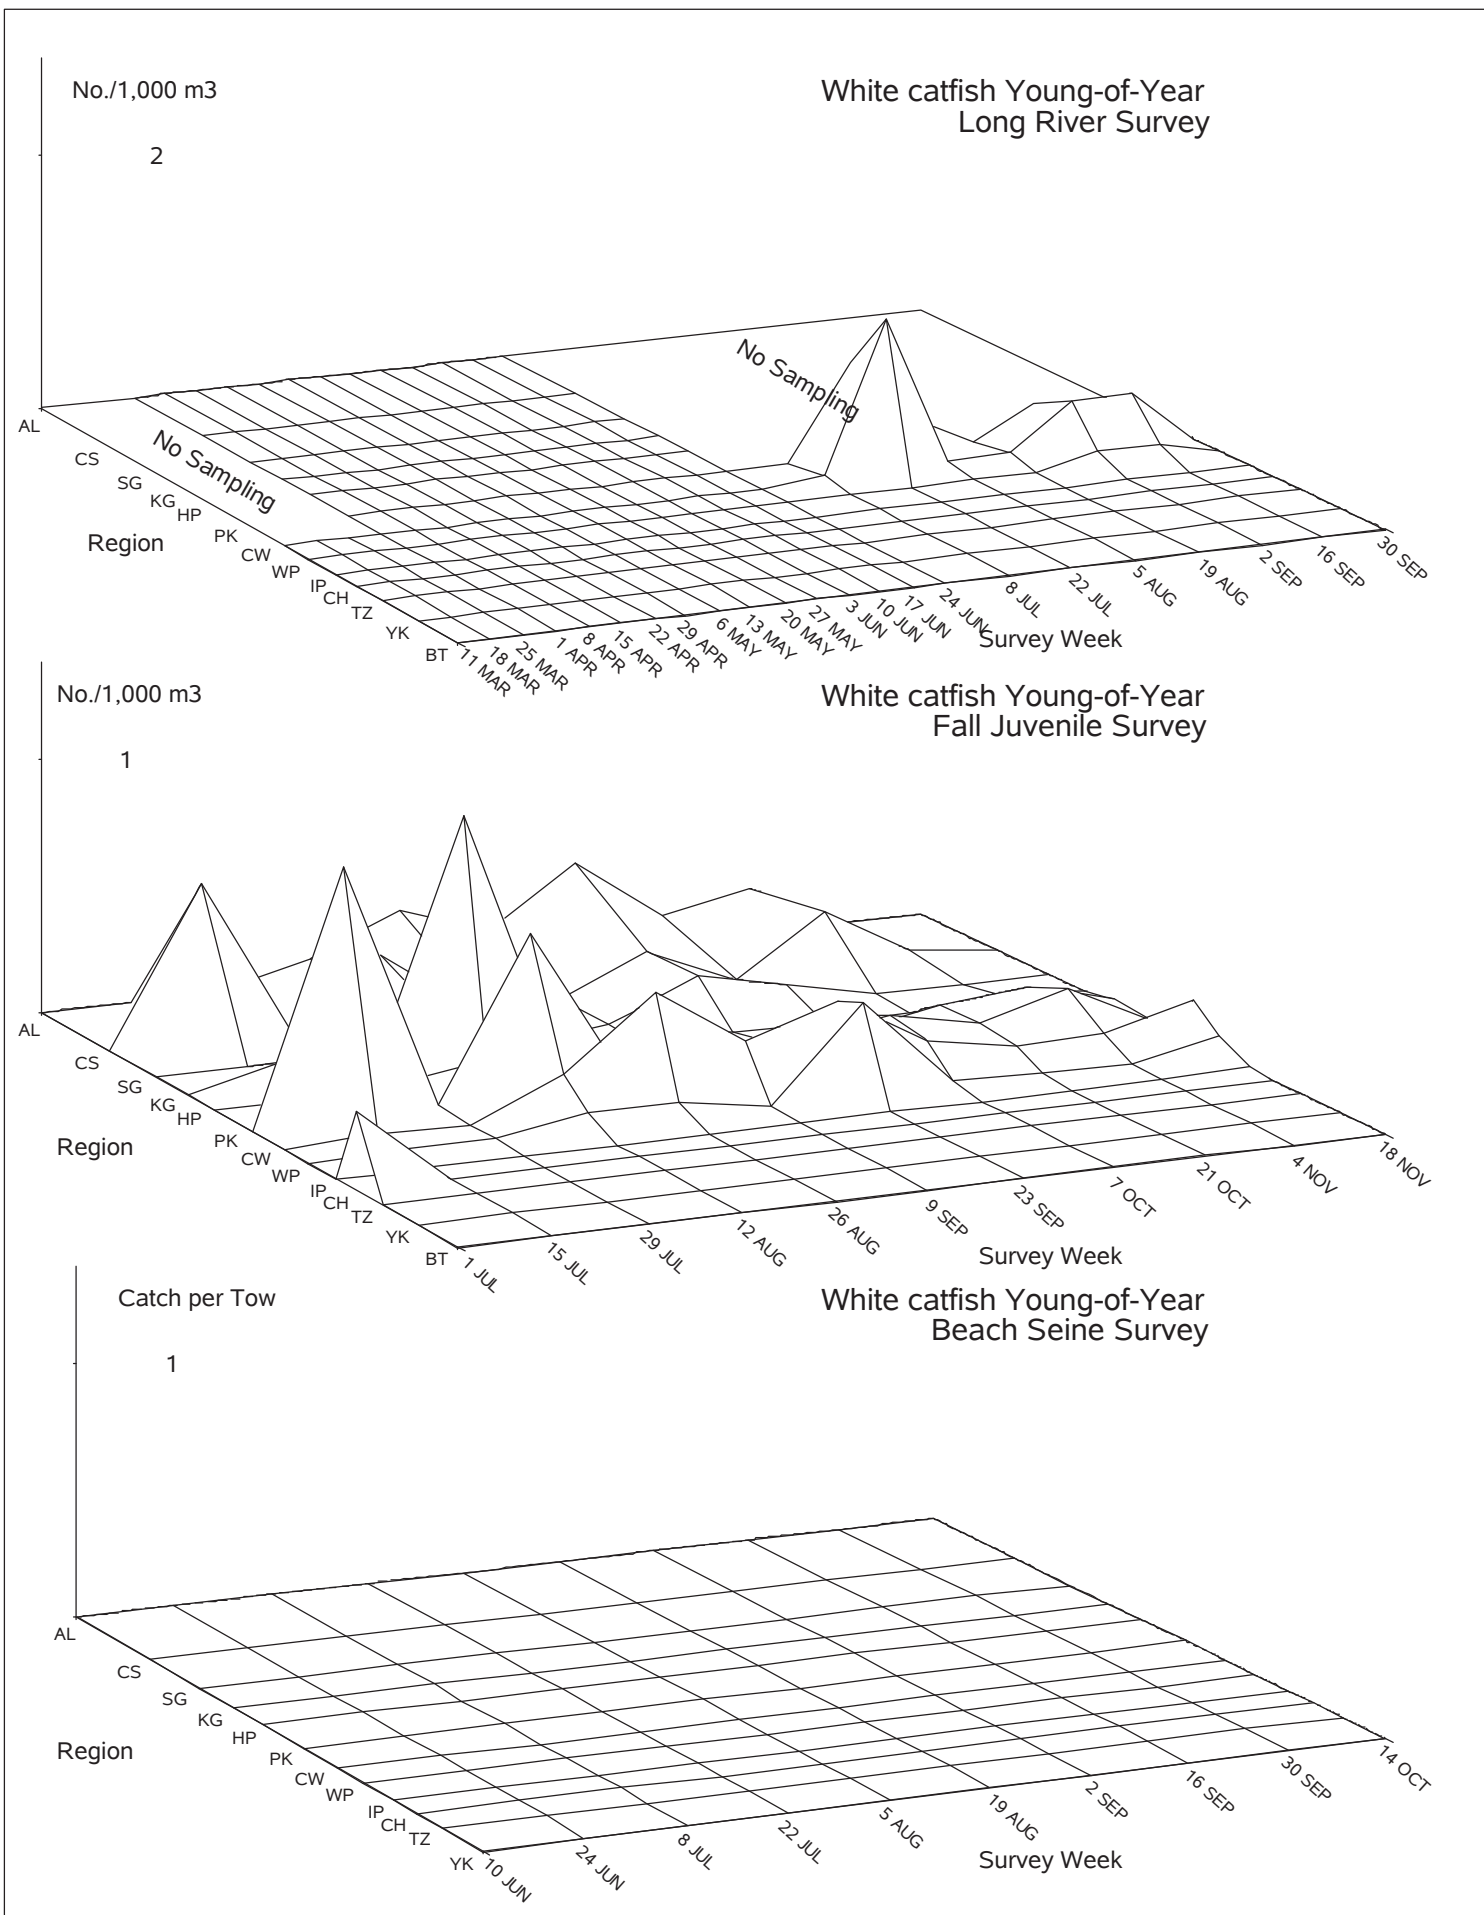 No./1,000 m3
White catfish Young-of-Year
Long River Survey
2
No Sampling
No Sampling
AL
CS
SG
KG
HP
PK
CW
WP
IP
CH
TZ
YK
BT
Region
11 MAR
18 MAR
25 MAR
1 APR
8 APR
15 APR
22 APR
29 APR
6 MAY
13 MAY
20 MAY
27 MAY
3 JUN
10 JUN
17 JUN
24 JUN
8 JUL
22 JUL
5 AUG
19 AUG
2 SEP
16 SEP
30 SEP
Survey Week
No./1,000 m3
White catfish Young-of-Year
Fall Juvenile Survey
1
AL
CS
SG
KG
HP
PK
CW
WP
IP
CH
TZ
YK
BT
Region
1 JUL
15 JUL
29 JUL
12 AUG
26 AUG
9 SEP
23 SEP
7 OCT
21 OCT
4 NOV
18 NOV
Survey Week
Catch per Tow
White catfish Young-of-Year
Beach Seine Survey
1
AL
CS
SG
KG
HP
PK
CW
WP
IP
CH
TZ
YK
Region
10 JUN
24 JUN
8 JUL
22 JUL
5 AUG
19 AUG
2 SEP
16 SEP
30 SEP
14 OCT
Survey Week